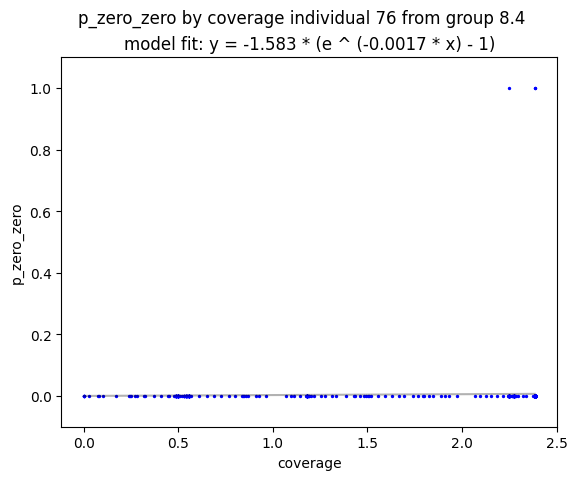 p_zero_zero by coverage individual 76 from group 8.4
model fit: y = -1.583 * (e ^ (-0.0017 * x) - 1)
1.0
0.8
0.6
0.4
0.2
0.0
p_zero_zero
0.0 0.5 1.0 1.5 2.0 2.5
coverage